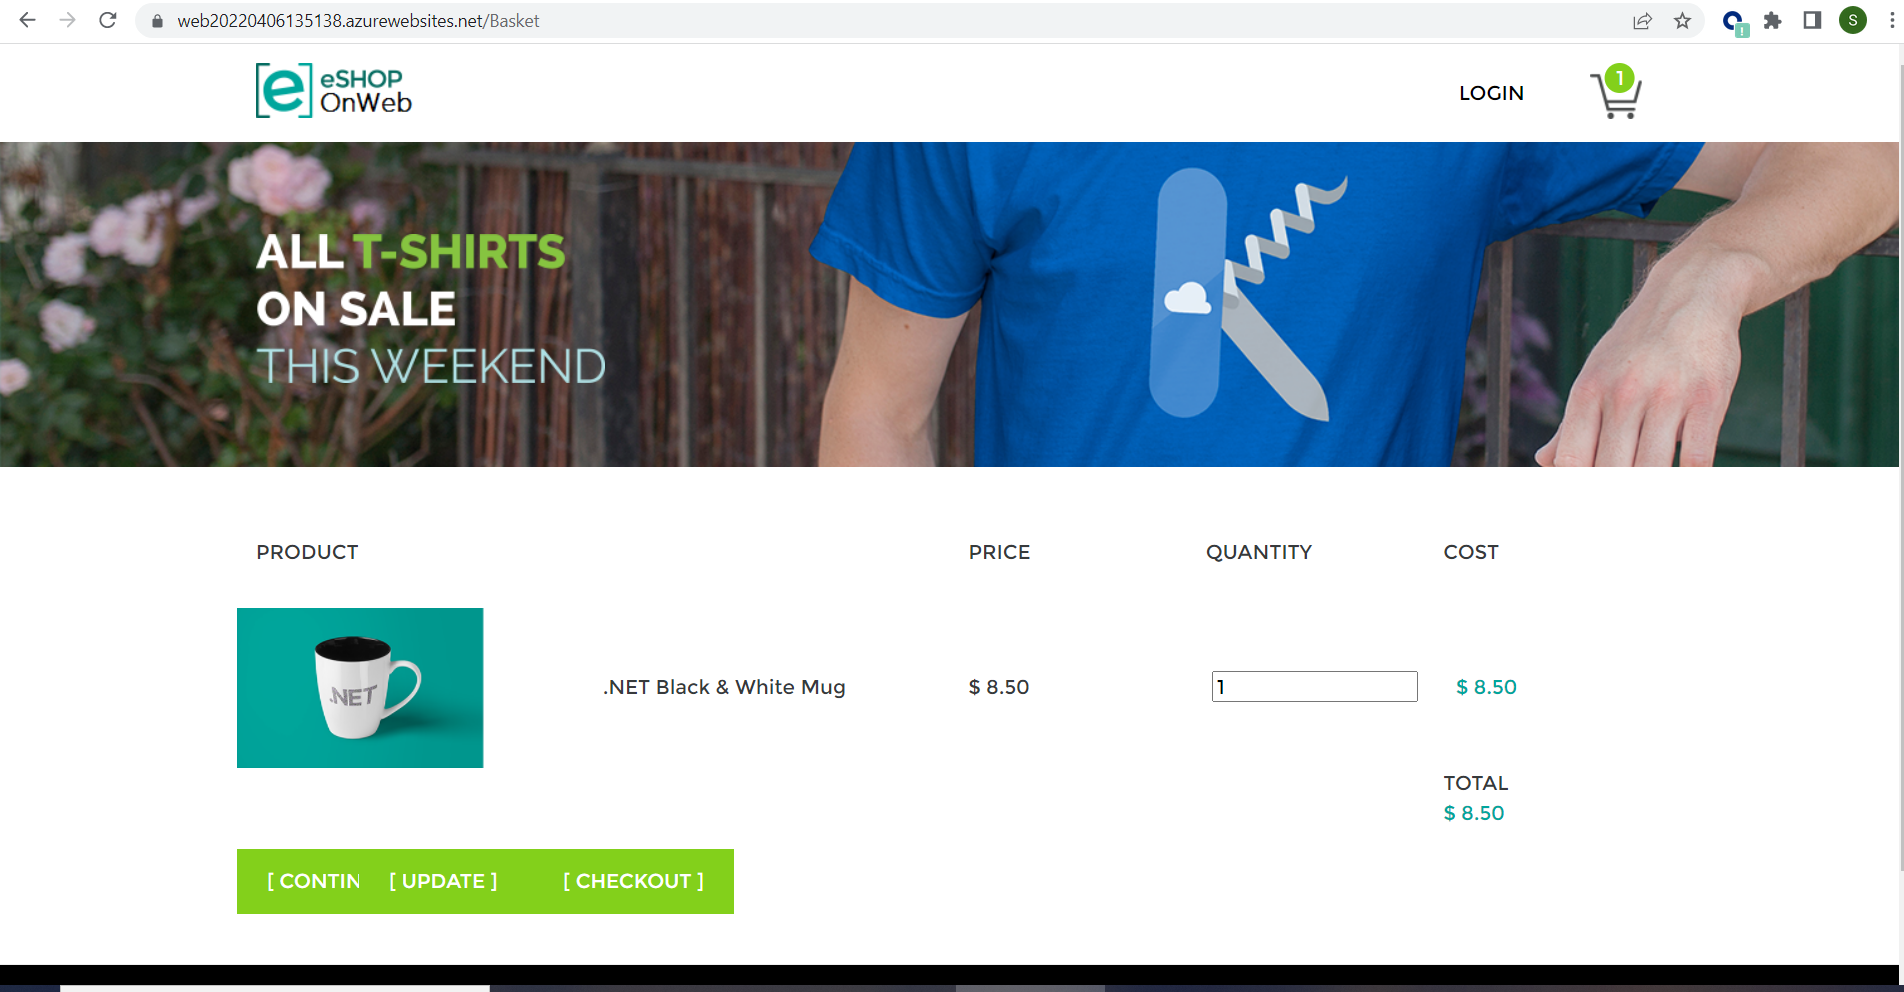 web20220406135138.azurewebsites.net/Basket
S
!
e eSHOP
OnWeb
LOGIN
1
ALL T-SHIRTS
ON SALE
THIS WEEKEND
PRODUCT PRICE QUANTITY COST
.NET
.NET Black & White Mug $ 8.50 1 $ 8.50
TOTAL
$ 8.50
[ CONTIN [ UPDATE ] [ CHECKOUT ]